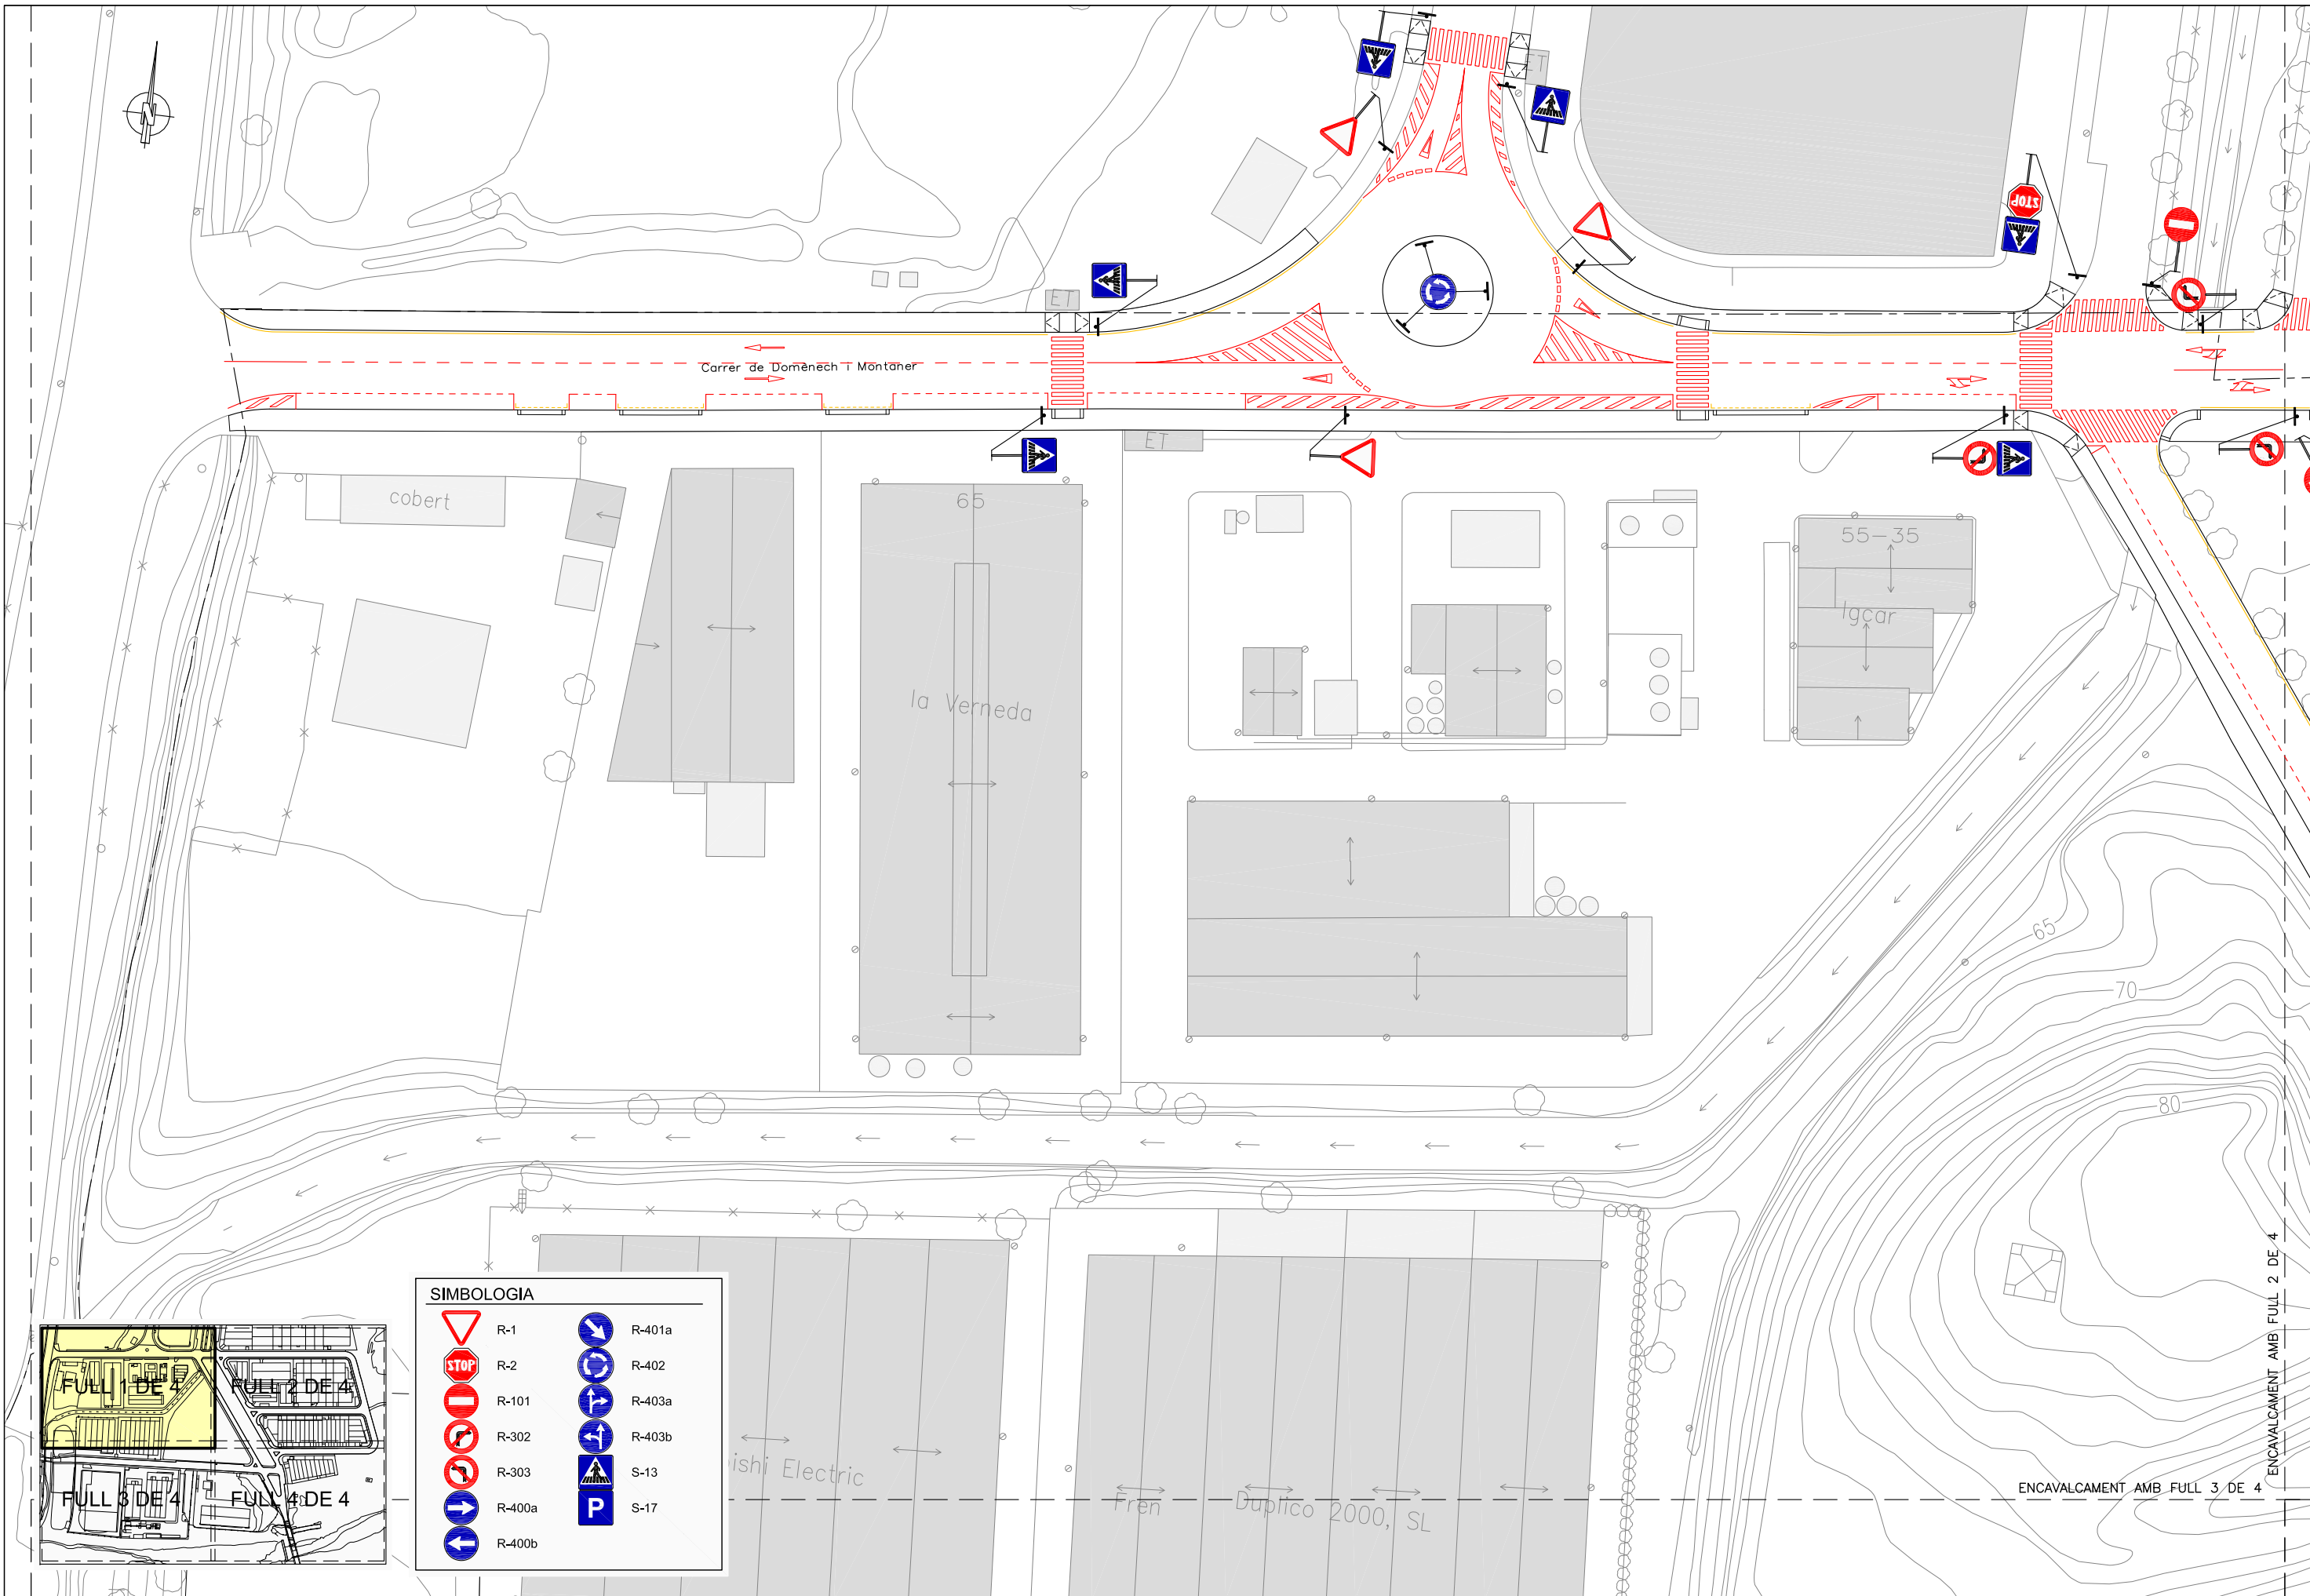 ET
STOP
ET
Carrer de Domènech i Montaner
ET
cobert
65
55-35
Igcar
la Verneda
65
70
80
SIMBOLOGIA
R-1
R-401a
STOP
R-2
R-402
R-101
R-403a
R-302
R-403b
R-303
S-13
R-400a
P
S-17
R-400b
FULL 1 DE 4
FULL 2 DE 4
FULL 3 DE 4
FULL 4 DE 4
ishi Electric
Fren
Duplico 2000, SL
ENCAVALCAMENT AMB FULL 2 DE 4
ENCAVALCAMENT AMB FULL 3 DE 4